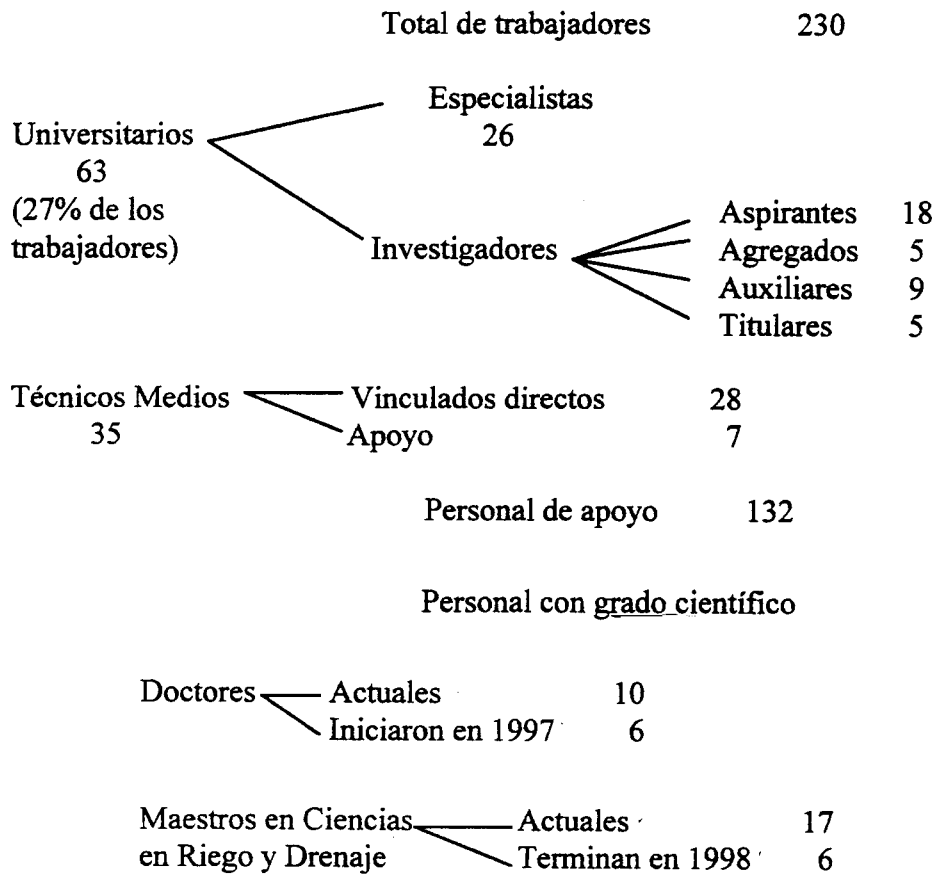 Total de trabajadores 230
Especialistas
26
Universitarios
63
(27% de los
trabajadores)
Investigadores
Aspirantes 18
Agregados 5
Auxiliares 9
Titulares 5
Técnicos Medios
35
Vinculados directos 28
Apoyo 7
Personal de apoyo 132
Personal con grado científico
Doctores
Actuales 10
Iniciaron en 1997 6
Maestros en Ciencias
en Riego y Drenaje
Actuales 17
Terminan en 1998 6